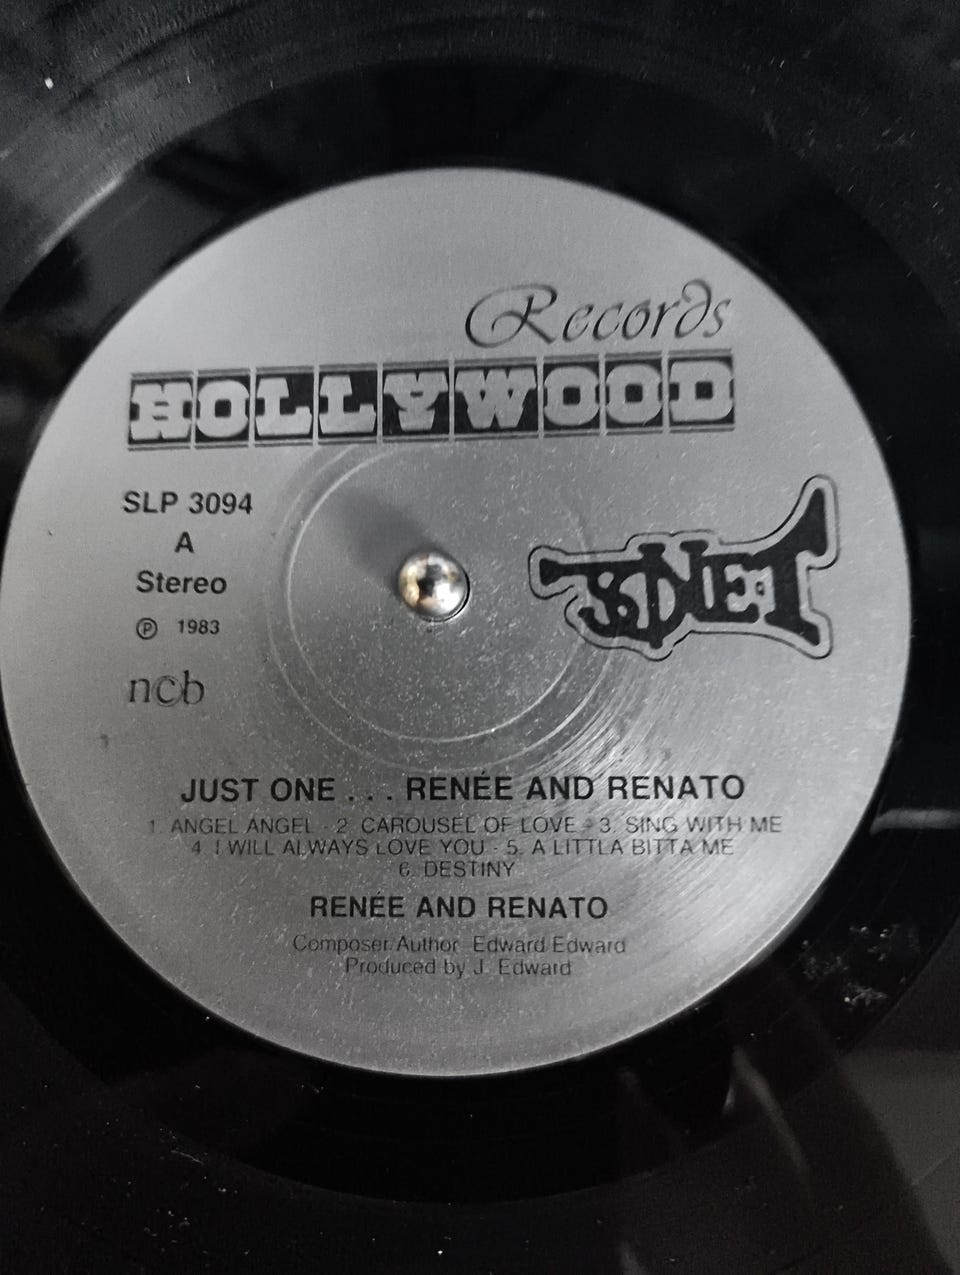 Records
HOLLYWOOD
SLP 3094
A
Stereo
Ⓟ 1983
ncb
JUST ONE . . . RENÉE AND RENATO
1. ANGEL ANGEL - 2. CAROUSEL OF LOVE - 3. SING WITH ME
4. I WILL ALWAYS LOVE YOU - 5. A LITTLA BITTA ME
6. DESTINY
RENÉE AND RENATO
Composer/Author: Edward Edward
Produced by J. Edward